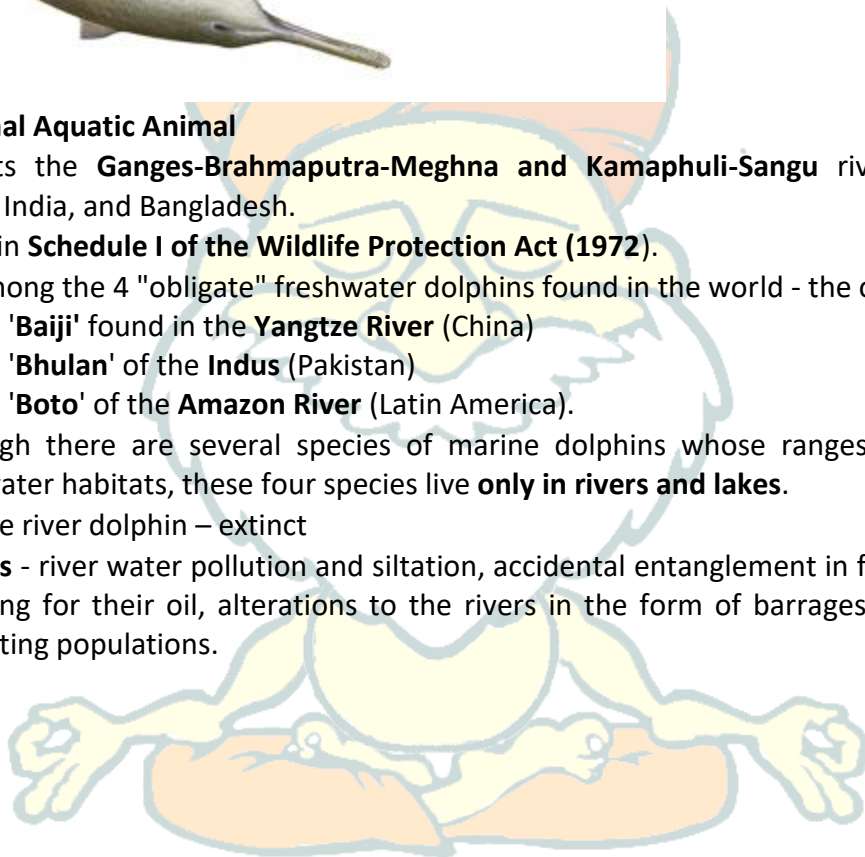 nal Aquatic Animal
ts the Ganges-Brahmaputra-Meghna and Kamaphuli-Sangu riv
India, and Bangladesh.
in Schedule I of the Wildlife Protection Act (1972).
mong the 4 "obligate" freshwater dolphins found in the world - the o
'Baiji' found in the Yangtze River (China)
'Bhulan' of the Indus (Pakistan)
'Boto' of the Amazon River (Latin America).
gh there are several species of marine dolphins whose ranges
ater habitats, these four species live only in rivers and lakes.
e river dolphin – extinct
s - river water pollution and siltation, accidental entanglement in f
ng for their oil, alterations to the rivers in the form of barrages
ting populations.